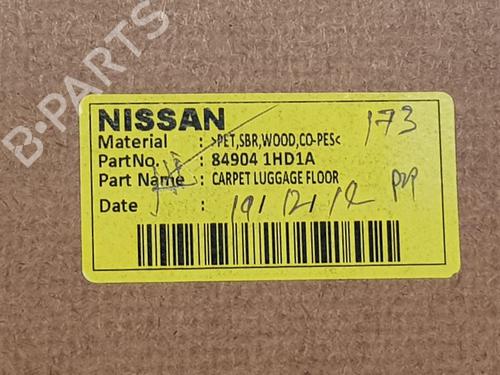 B-PARTS
NISSAN
Material : >PET,SBR,WOOD,CO-PES< 173
PartNo. : 84904 1HD1A
Part Name : CARPET LUGGAGE FLOOR
Date :